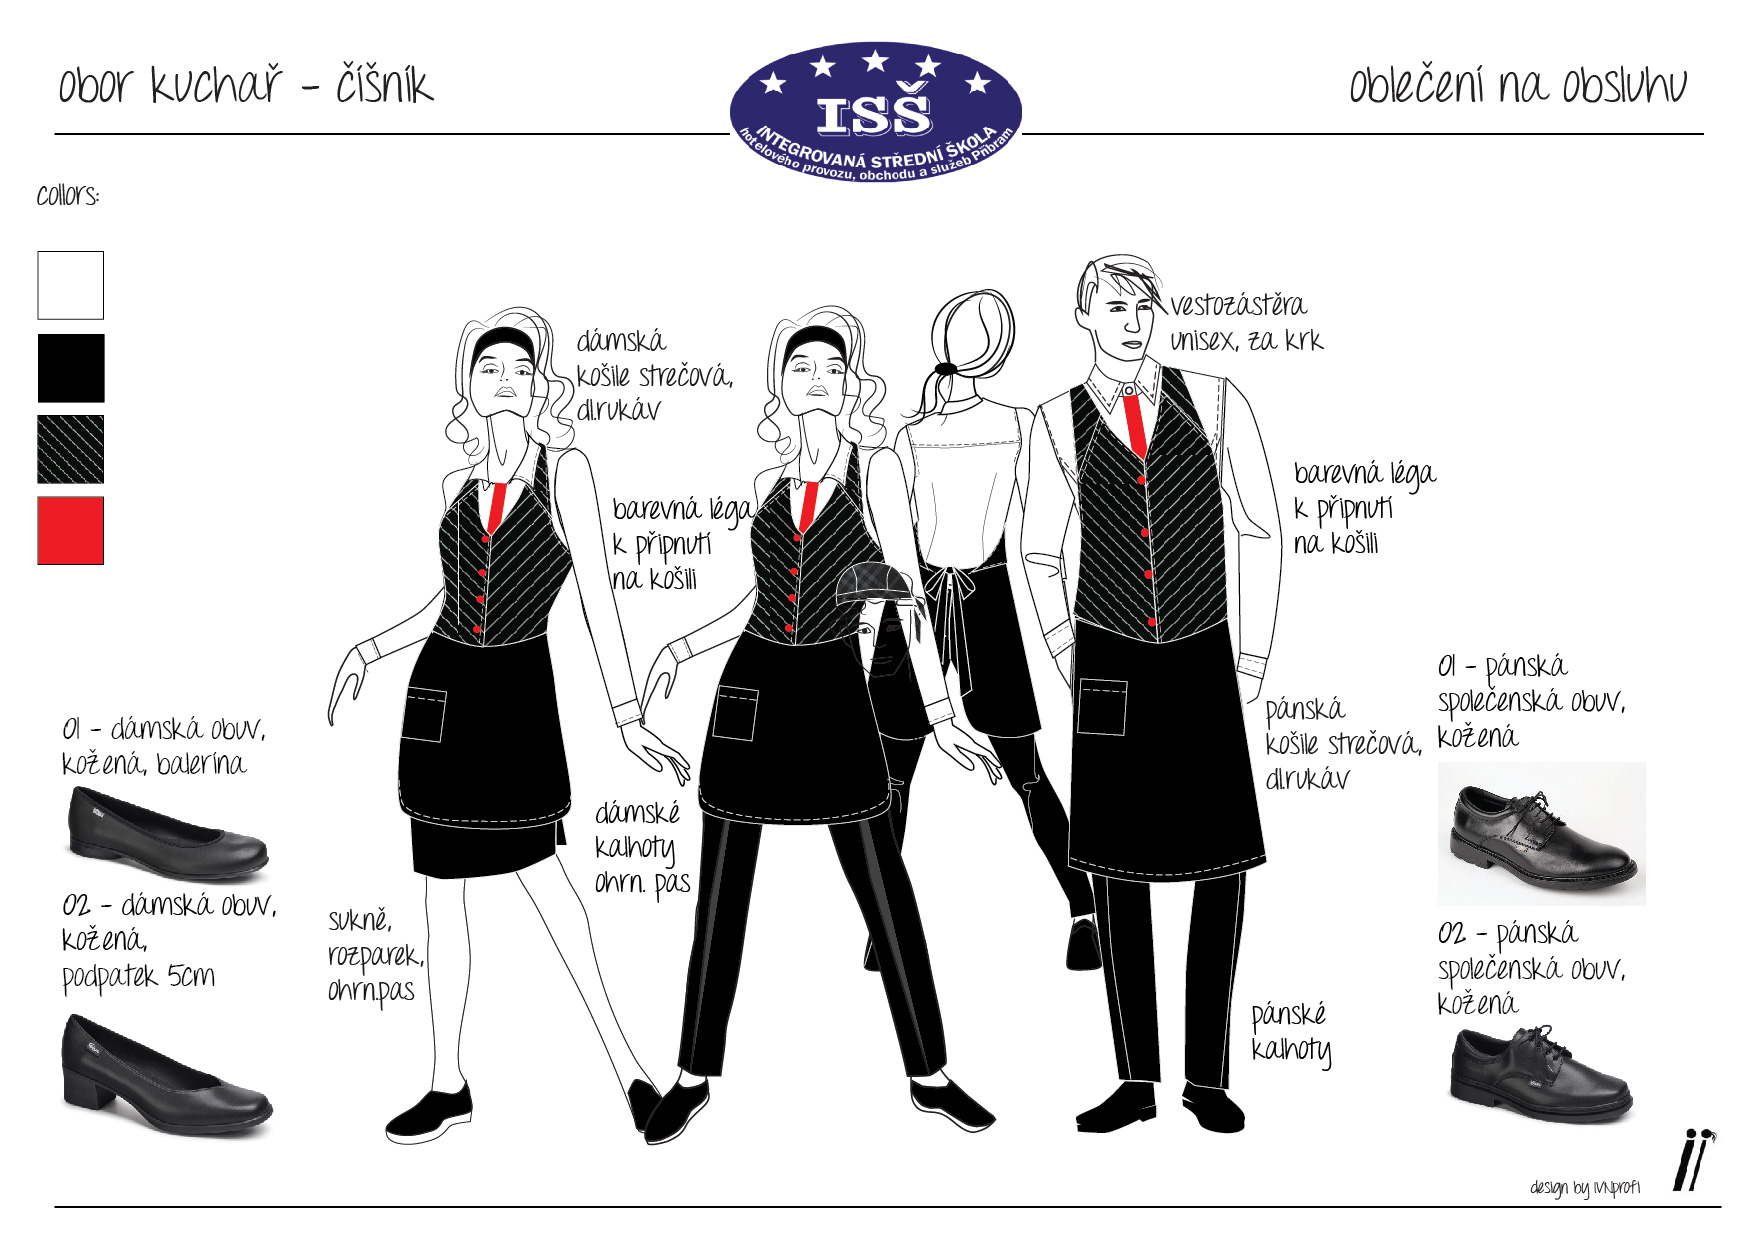 obor kuchař - číšník
ISŠ
INTEGROVANÁ STŘEDNÍ ŠKOLA
hotelového provozu, obchodu a služeb Příbram
oblečení na obsluhu
collors:
dámská
košile strečová,
dl.rukáv
vestozástěra
unisex, za krk
barevná léga
k připnutí
na košili
barevná léga
k připnutí
na košili
01 - dámská obuv,
kožená, balerína
02 - dámská obuv,
kožená,
podpatek 5cm
sukně,
rozparek,
ohrn.pas
dámské
kalhoty
ohrn. pas
pánská
košile strečová,
dl.rukáv
pánské
kalhoty
01 - pánská
společenská obuv,
kožená
02 - pánská
společenská obuv,
kožená
design by IVNprofi